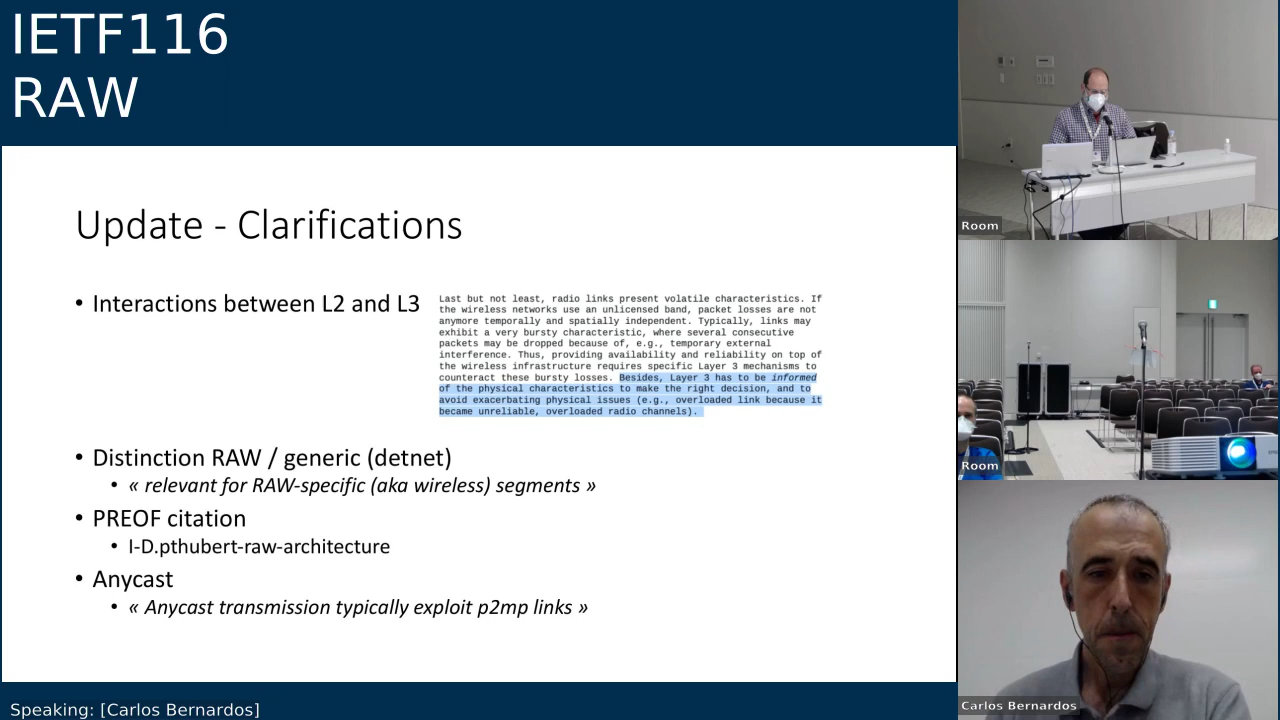 IETF116
RAW
Update - Clarifications
• Interactions between L2 and L3
Last but not least, radio links present volatile characteristics. If
the wireless networks use an unlicensed band, packet losses are not
anymore temporally and spatially independent. Typically, links may
exhibit a very bursty characteristic, where several consecutive
packets may be dropped because of, e.g., temporary external
interference. Thus, providing availability and reliability on top of
the wireless infrastructure requires specific Layer 3 mechanisms to
counteract these bursty losses. Besides, Layer 3 has to be informed
of the physical characteristics to make the right decision, and to
avoid exacerbating physical issues (e.g., overloaded link because it
became unreliable, overloaded radio channels).
• Distinction RAW / generic (detnet)
• « relevant for RAW-specific (aka wireless) segments »
• PREOF citation
• I-D.pthubert-raw-architecture
• Anycast
• « Anycast transmission typically exploit p2mp links »
Speaking: [Carlos Bernardos]
Room
Room
Carlos Bernardos